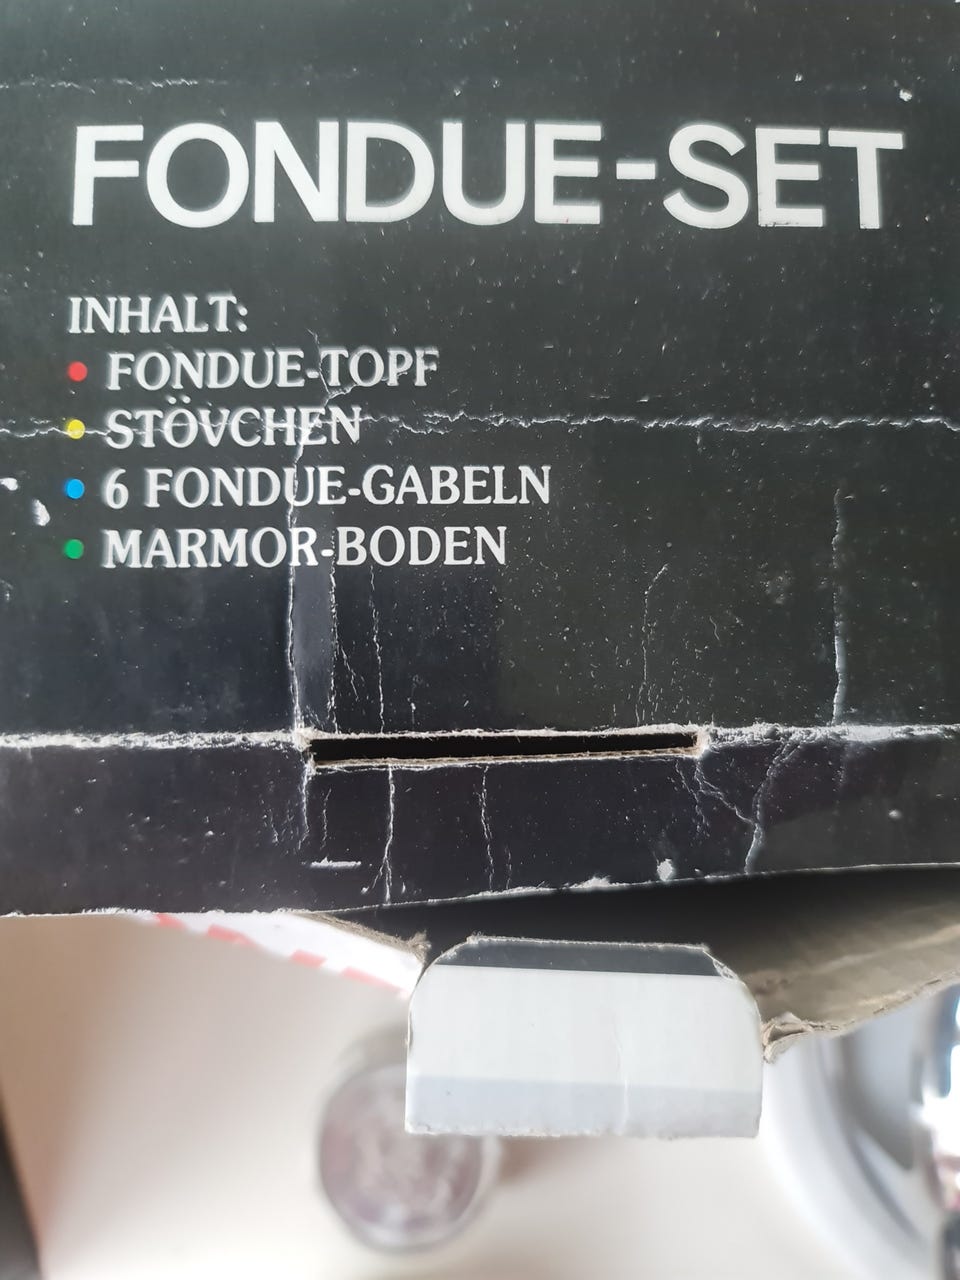 FONDUE-SET
INHALT:
FONDUE-TOPF
STÖVCHEN
6 FONDUE-GABELN
MARMOR-BODEN